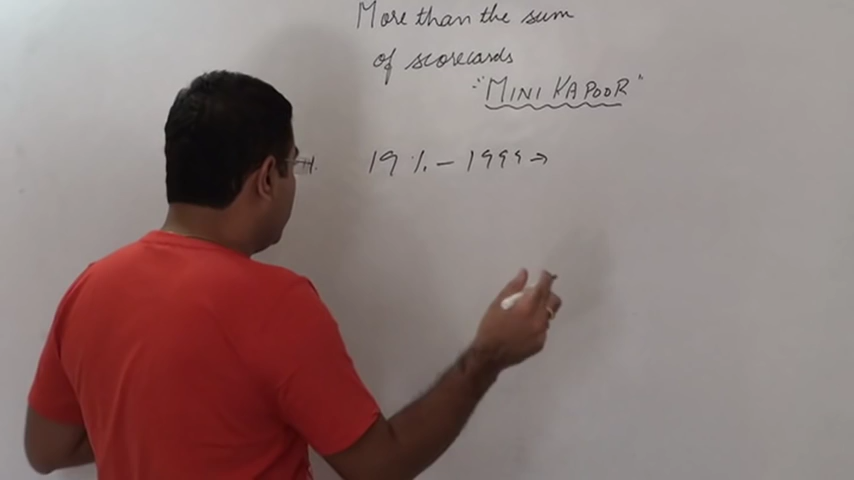 More than the sum
of scorecards
"MINI KAPOOR"
19 % - 1999 →